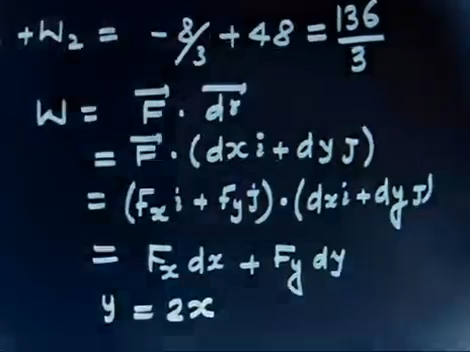 +W₂ = -8/3 + 48 = 136/3
W = F⃗ . dr⃗
= F⃗ . (dx i + dy J)
= (Fₓ i + fy j) . (dx i + dy J)
= Fₓ dx + Fy dy
y = 2x